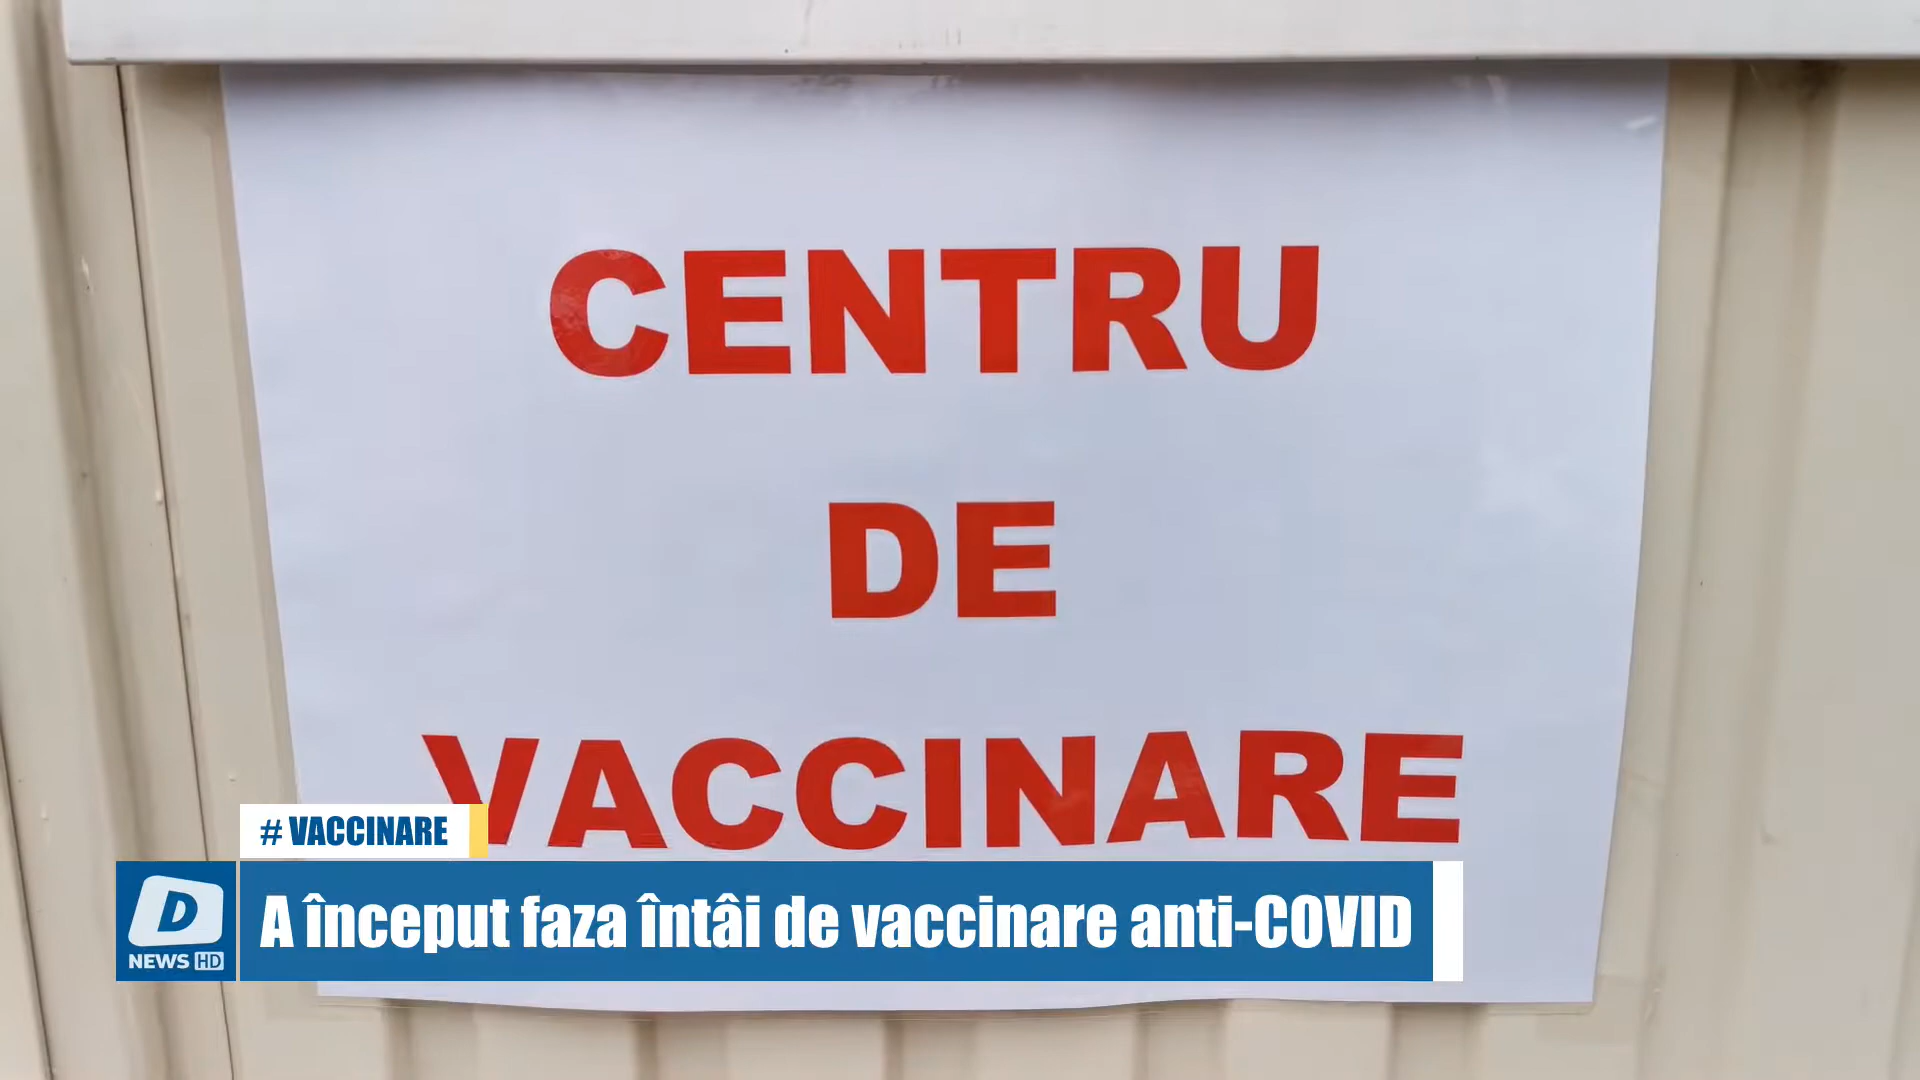 CENTRU
DE
VACCINARE
# VACCINARE
A început faza întâi de vaccinare anti-COVID
D
NEWS HD